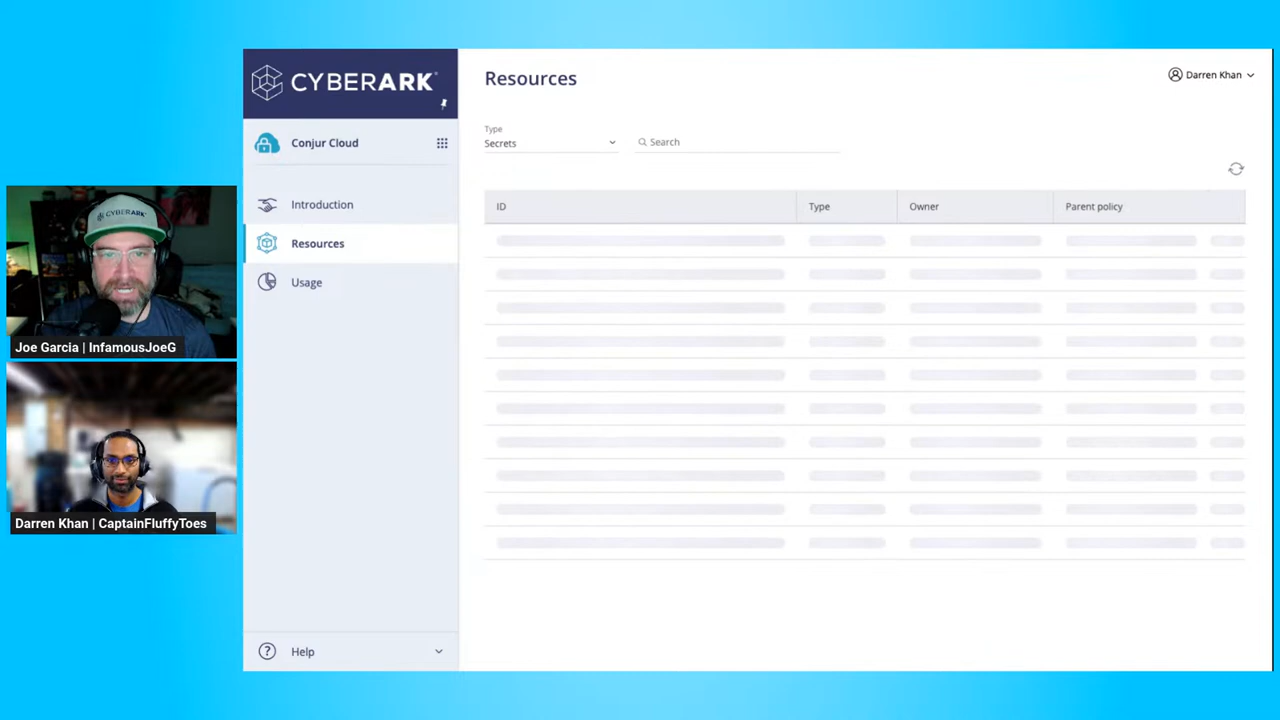 CYBERARK
Darren Khan
Resources
Conjur Cloud
Type
Secrets
Search
Introduction
Resources
Usage
ID
Type
Owner
Parent policy
CYBERARK
Joe Garcia | InfamousJoeG
Darren Khan | CaptainFluffyToes
Help